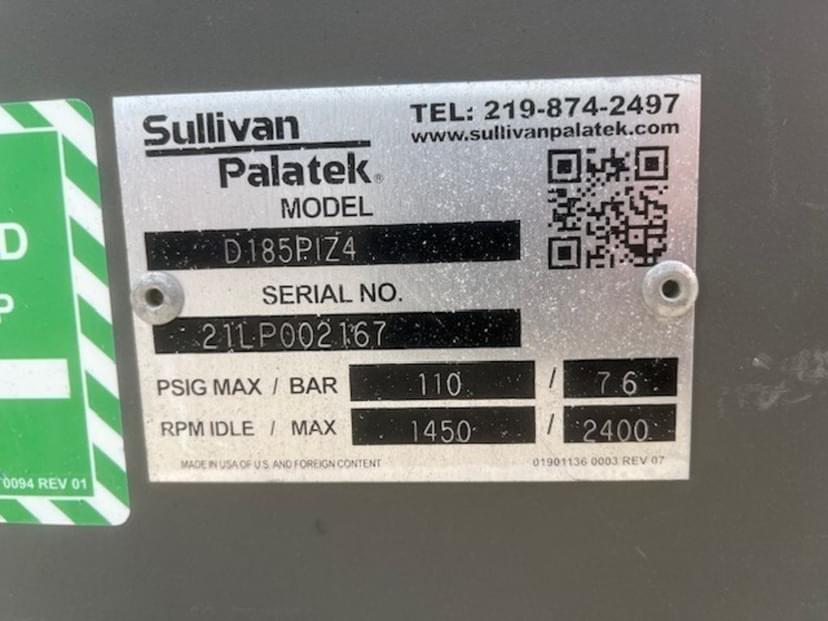 Sullivan
Palatek®
TEL: 219-874-2497
www.sullivanpalatek.com
MODEL
D185PIZ4
SERIAL NO.
21LP002167
PSIG MAX / BAR 110 / 7.6
RPM IDLE / MAX 1450 / 2400
MADE IN USA OF U.S. AND FOREIGN CONTENT
01901136 0003 REV 07
D
P
0094 REV 01